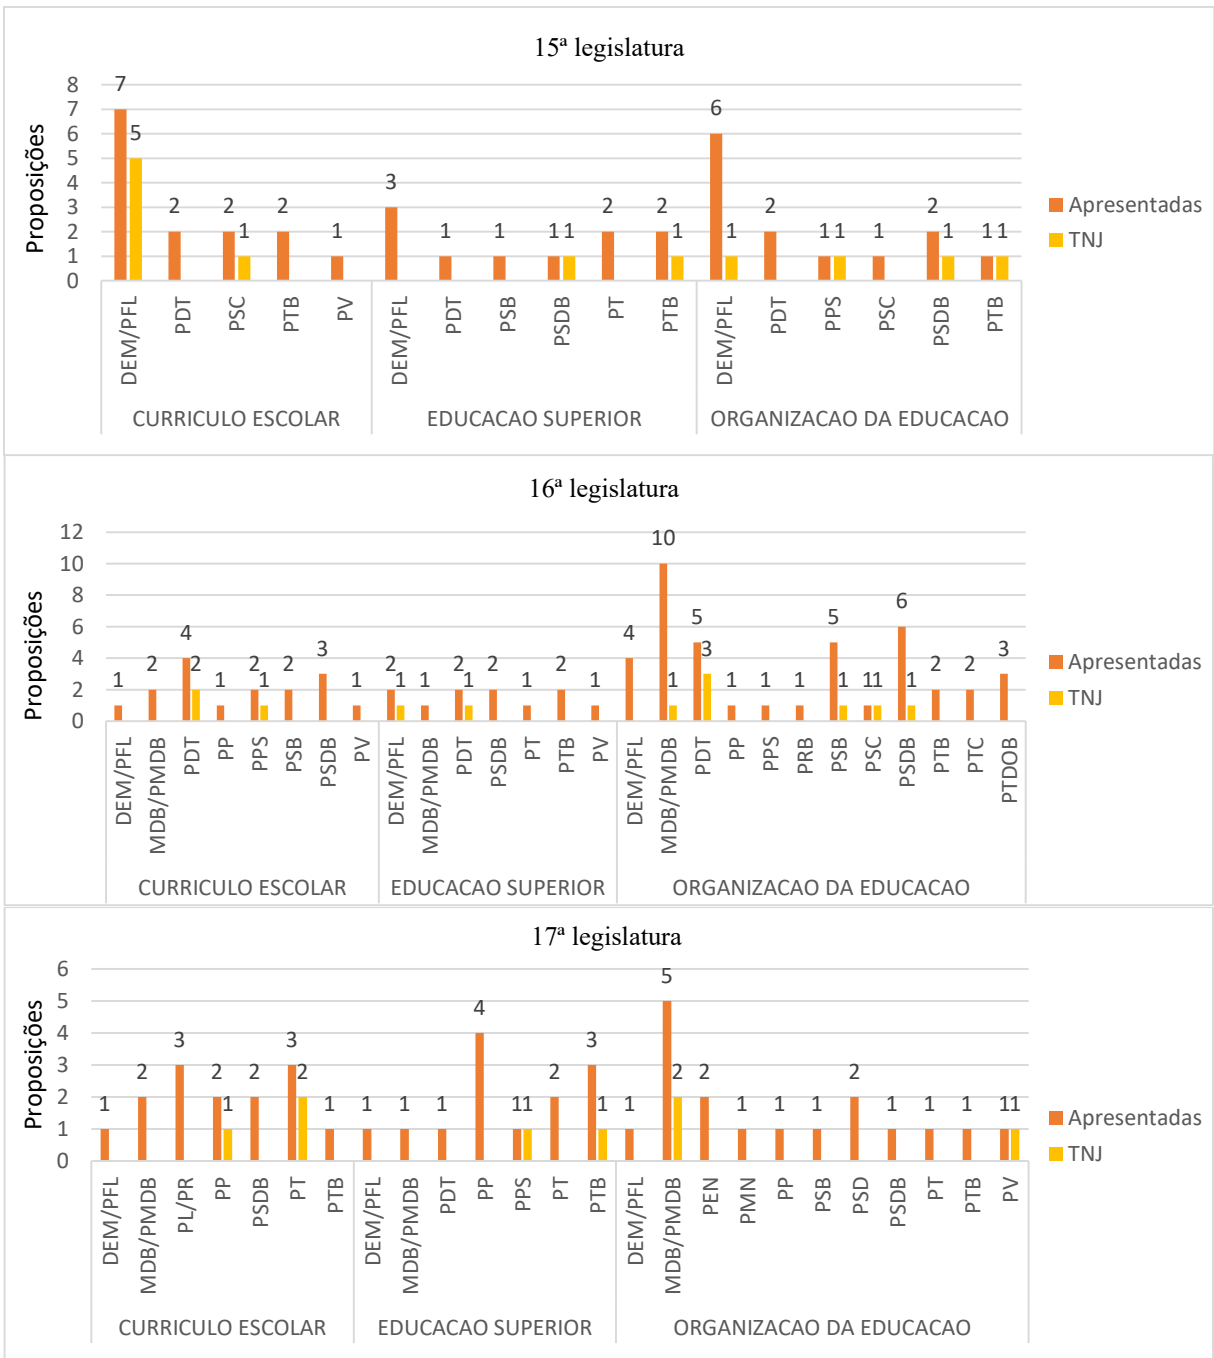 15ª legislatura
Proposições
8
7
6
5
4
3
2
1
0
7 5 2 2 1 2 1 3 1 1 1 1 2 2 1 6 1 2 1 1 1 2 1 1 1
DEM/PFL PDT PSC PTB PV DEM/PFL PDT PSB PSDB PT PTB DEM/PFL PDT PPS PSC PSDB PTB
CURRICULO ESCOLAR EDUCACAO SUPERIOR ORGANIZACAO DA EDUCACAO
Apresentadas
TNJ
16ª legislatura
Proposições
12
10
8
6
4
2
0
1 2 4 2 1 2 1 2 3 1 2 1 1 2 1 2 1 2 1 4 10 1 5 3 1 1 1 5 1 1 1 6 1 2 2 3
DEM/PFL MDB/PMDB PDT PP PPS PSB PSDB PV DEM/PFL MDB/PMDB PDT PSDB PT PTB PV DEM/PFL MDB/PMDB PDT PP PPS PRB PSB PSC PSDB PTB PTC PTDOB
CURRICULO ESCOLAR EDUCACAO SUPERIOR ORGANIZACAO DA EDUCACAO
Apresentadas
TNJ
17ª legislatura
Proposições
6
5
4
3
2
1
0
1 2 3 2 1 2 3 2 1 1 1 1 4 1 1 2 3 1 1 5 2 2 1 1 1 2 1 1 1 1 1
DEM/PFL MDB/PMDB PL/PR PP PSDB PT PTB DEM/PFL MDB/PMDB PDT PP PPS PT PTB DEM/PFL MDB/PMDB PEN PMN PP PSB PSD PSDB PT PTB PV
CURRICULO ESCOLAR EDUCACAO SUPERIOR ORGANIZACAO DA EDUCACAO
Apresentadas
TNJ